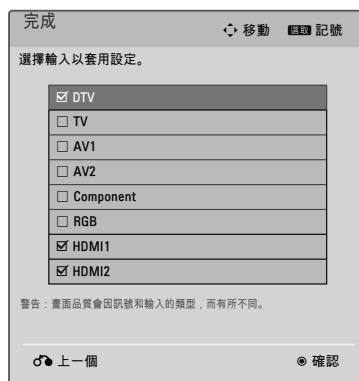 完成
移動 選取 記號
選擇輸入以套用設定。
DTV
TV
AV1
AV2
Component
RGB
HDMI1
HDMI2
警告：畫面品質會因訊號和輸入的類型，而有所不同。
上一個 確認